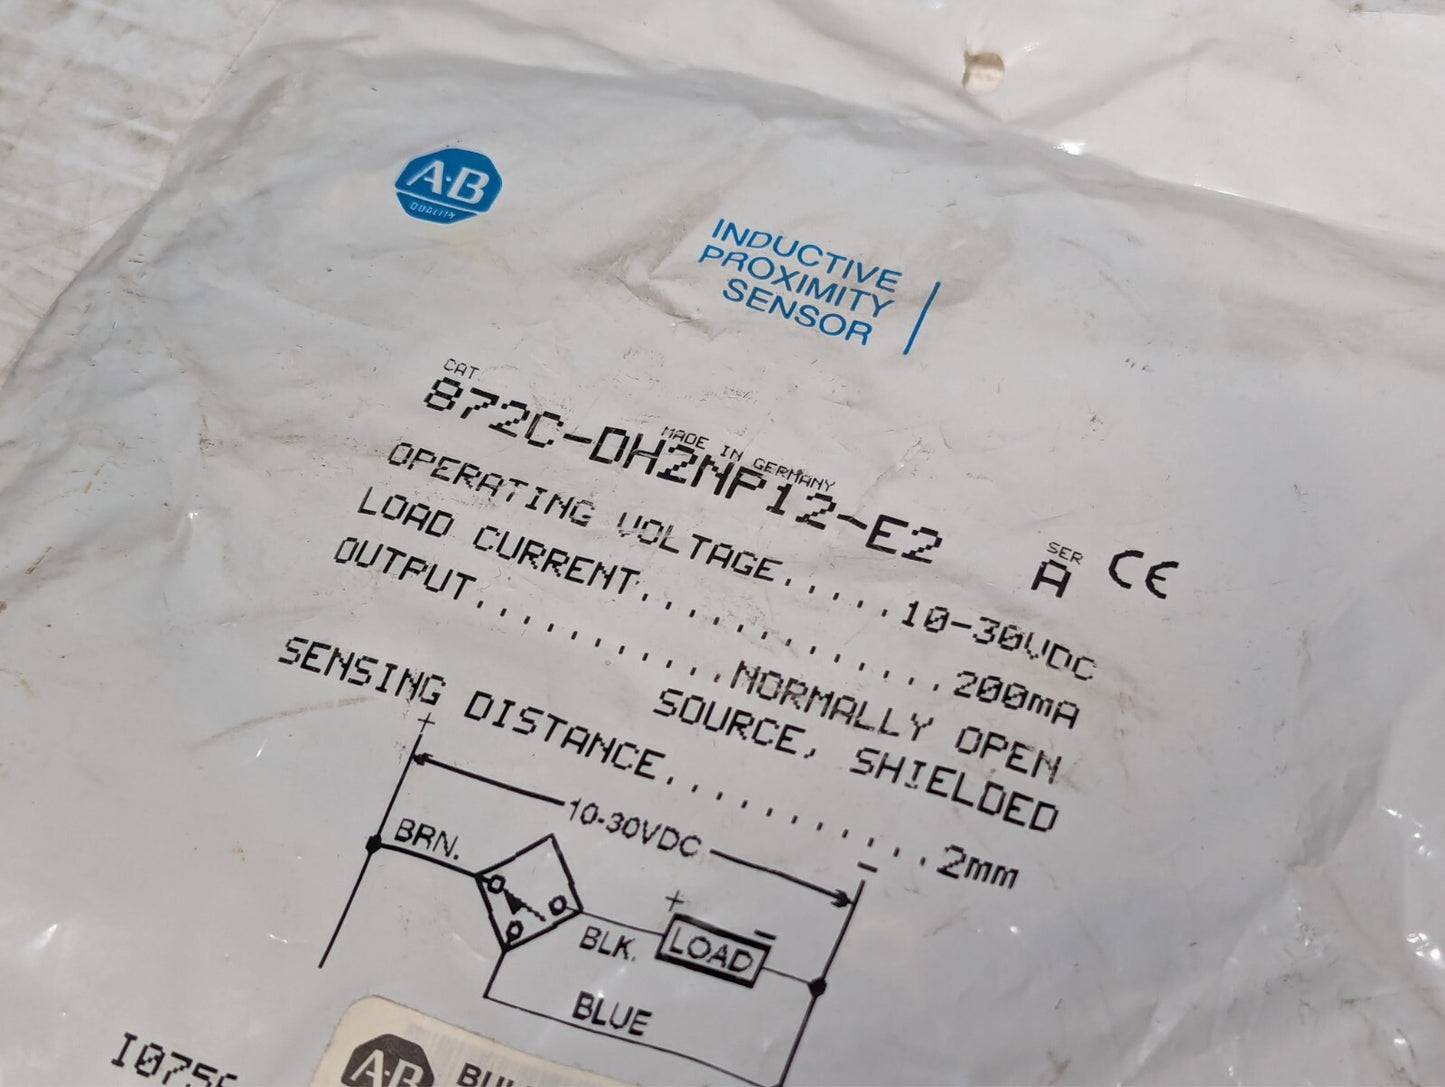 A·B
QUALITY
INDUCTIVE
PROXIMITY
SENSOR
CAT
872C-DH2NP12-E2
MADE IN GERMANY
SER
A
CE
OPERATING VOLTAGE.....10-30VDC
LOAD CURRENT............200mA
OUTPUT...........NORMALLY OPEN
SOURCE, SHIELDED
SENSING DISTANCE...........2mm
+
10-30VDC
-
BRN.
+
-
BLK.
LOAD
BLUE
A-B